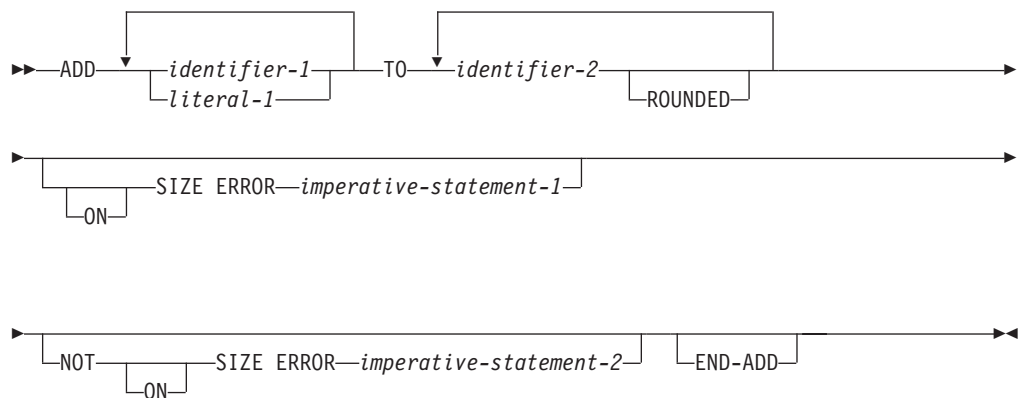 ADD identifier-1 TO identifier-2
literal-1 ROUNDED
SIZE ERROR imperative-statement-1
ON
NOT SIZE ERROR imperative-statement-2 END-ADD
ON